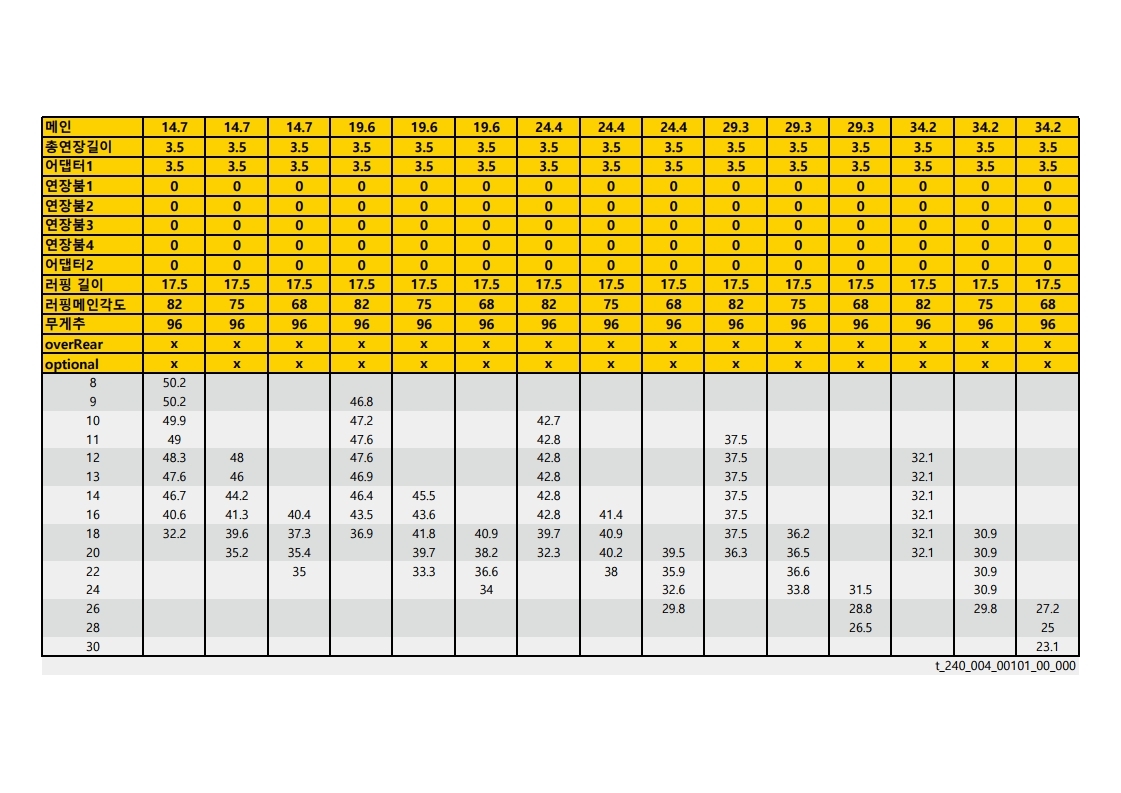 메인 14.7 14.7 14.7 19.6 19.6 19.6 24.4 24.4 24.4 29.3 29.3 29.3 34.2 34.2 34.2
총연장길이 3.5 3.5 3.5 3.5 3.5 3.5 3.5 3.5 3.5 3.5 3.5 3.5 3.5 3.5 3.5
어댑터1 3.5 3.5 3.5 3.5 3.5 3.5 3.5 3.5 3.5 3.5 3.5 3.5 3.5 3.5 3.5
연장붐1 0 0 0 0 0 0 0 0 0 0 0 0 0 0 0
연장붐2 0 0 0 0 0 0 0 0 0 0 0 0 0 0 0
연장붐3 0 0 0 0 0 0 0 0 0 0 0 0 0 0 0
연장붐4 0 0 0 0 0 0 0 0 0 0 0 0 0 0 0
어댑터2 0 0 0 0 0 0 0 0 0 0 0 0 0 0 0
러핑 길이 17.5 17.5 17.5 17.5 17.5 17.5 17.5 17.5 17.5 17.5 17.5 17.5 17.5 17.5 17.5
러핑메인각도 82 75 68 82 75 68 82 75 68 82 75 68 82 75 68
무게추 96 96 96 96 96 96 96 96 96 96 96 96 96 96 96
overRear x x x x x x x x x x x x x x x
optional x x x x x x x x x x x x x x x
8 50.2
9 50.2 46.8
10 49.9 47.2 42.7
11 49 47.6 42.8 37.5
12 48.3 48 47.6 42.8 37.5 32.1
13 47.6 46 46.9 42.8 37.5 32.1
14 46.7 44.2 46.4 45.5 42.8 37.5 32.1
16 40.6 41.3 40.4 43.5 43.6 42.8 41.4 37.5 32.1
18 32.2 39.6 37.3 36.9 41.8 40.9 39.7 40.9 37.5 36.2 32.1 30.9
20 35.2 35.4 39.7 38.2 32.3 40.2 39.5 36.3 36.5 32.1 30.9
22 35 33.3 36.6 38 35.9 36.6 30.9
24 34 32.6 33.8 31.5 30.9
26 29.8 28.8 29.8 27.2
28 26.5 25
30 23.1
t_240_004_00101_00_000